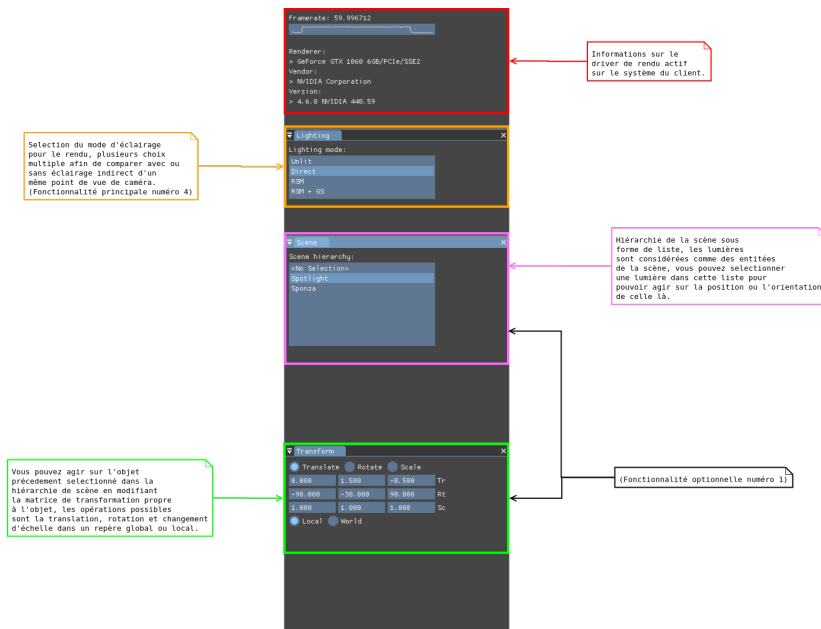 Framerate: 59.996712
Renderer:
> GeForce GTX 1060 6GB/PCIe/SSE2
Vendor:
> NVIDIA Corporation
Version:
> 4.6.0 NVIDIA 440.59
Informations sur le
driver de rendu actif
sur le système du client.
Selection du mode d'éclairage
pour le rendu, plusieurs choix
multiple afin de comparer avec ou
sans éclairage indirect d'un
même point de vue de caméra.
(Fonctionnalité principale numéro 4)
Lighting
Lighting mode:
Unlit
Direct
RSM
RSM + GS
Scene
Scene hierarchy:
<No Selection>
Spotlight
Sponza
Hiérarchie de la scène sous
forme de liste, les lumières
sont considérées comme des entitées
de la scène, vous pouvez selectionner
une lumière dans cette liste pour
pouvoir agir sur la position ou l'orientation
de celle là.
Vous pouvez agir sur l'objet
précedement selectionné dans la
hiérarchie de scène en modifiant
la matrice de transformation propre
à l'objet, les opérations possibles
sont la translation, rotation et changement
d'échelle dans un repère global ou local.
Transform
Translate Rotate Scale
0.000 1.500 -0.500 Tr
-90.000 -30.000 90.000 Rt
1.000 1.000 1.000 Sc
Local World
(Fonctionalité optionnelle numéro 1)